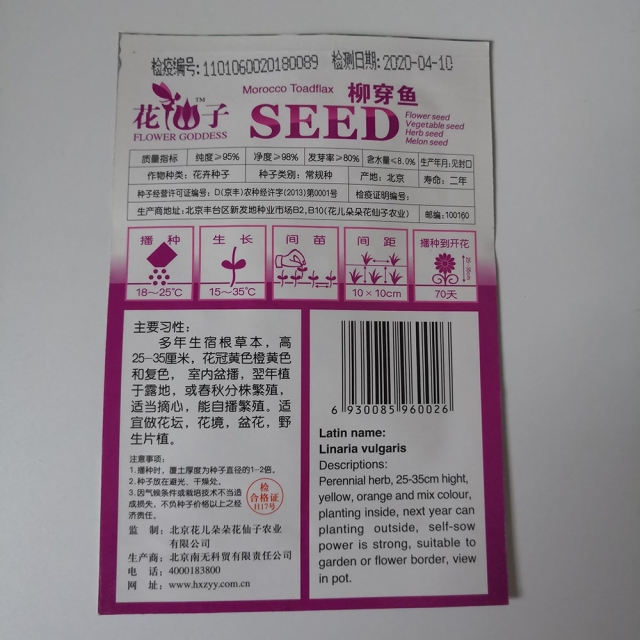 检疫编号:1101060020180089 检测日期:2020-04-10
Morocco Toadflax 柳穿鱼
花仙子™
FLOWER GODDESS
SEED
Flower seed
Vegetable seed
Herb seed
Melon seed
质量指标 纯度≥95% 净度≥98% 发芽率≥80% 含水量≤8.0% 生产年月:见封口
作物种类: 花卉种子 种子类别: 常规种 产地: 北京 寿命: 二年
种子经营许可证编号: D(京丰)农种经许字(2013)第0001号 检疫证明编号:
生产商地址:北京丰台区新发地种业市场B2,B10(花儿朵朵花仙子农业) 邮编:100160
播种 生长 间苗 间距 播种到开花
25-35cm
18~25℃ 15~35℃ 10×10cm 70天
主要习性:
多年生宿根草本，高
25-35厘米，花冠黄色橙黄色
和复色， 室内盆播，翌年植
于露地，或春秋分株繁殖，
适当摘心，能自播繁殖。适
宜做花坛，花境，盆花，野
生片植。
注意事项:
1.播种时，覆土厚度为种子直径的1-2倍。
2.种子放在避光、干燥处。
3.因气候条件或栽培技术不当造
成损失，不负种子价格以上之经
济责任。
检
合格证
H17号
监 制: 北京花儿朵朵花仙子农业
有限公司
生产商: 北京南无科贸有限责任公司
电 话: 4000183800
网 址: www.hxzyy.com.cn
6 930085 960026
Latin name:
Linaria vulgaris
Descriptions:
Perennial herb, 25-35cm hight,
yellow, orange and mix colour,
planting inside, next year can
planting outside, self-sow
power is strong, suitable to
garden or flower border, view
in pot.